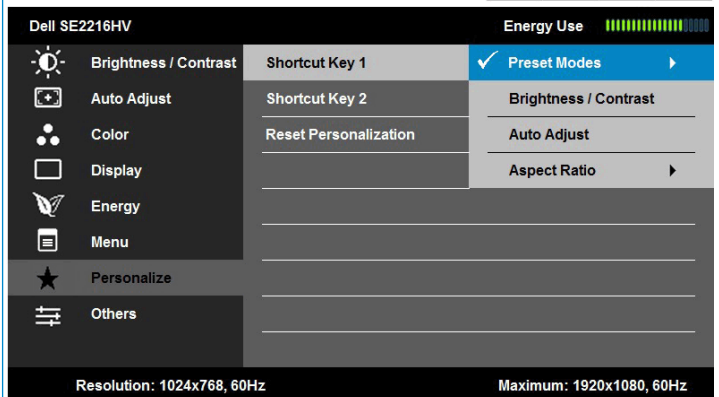 Dell SE2216HV Energy Use
Brightness / Contrast Shortcut Key 1 Preset Modes
Auto Adjust Shortcut Key 2 Brightness / Contrast
Color Reset Personalization Auto Adjust
Display Aspect Ratio
Energy
Menu
Personalize
Others
Resolution: 1024x768, 60Hz Maximum: 1920x1080, 60Hz